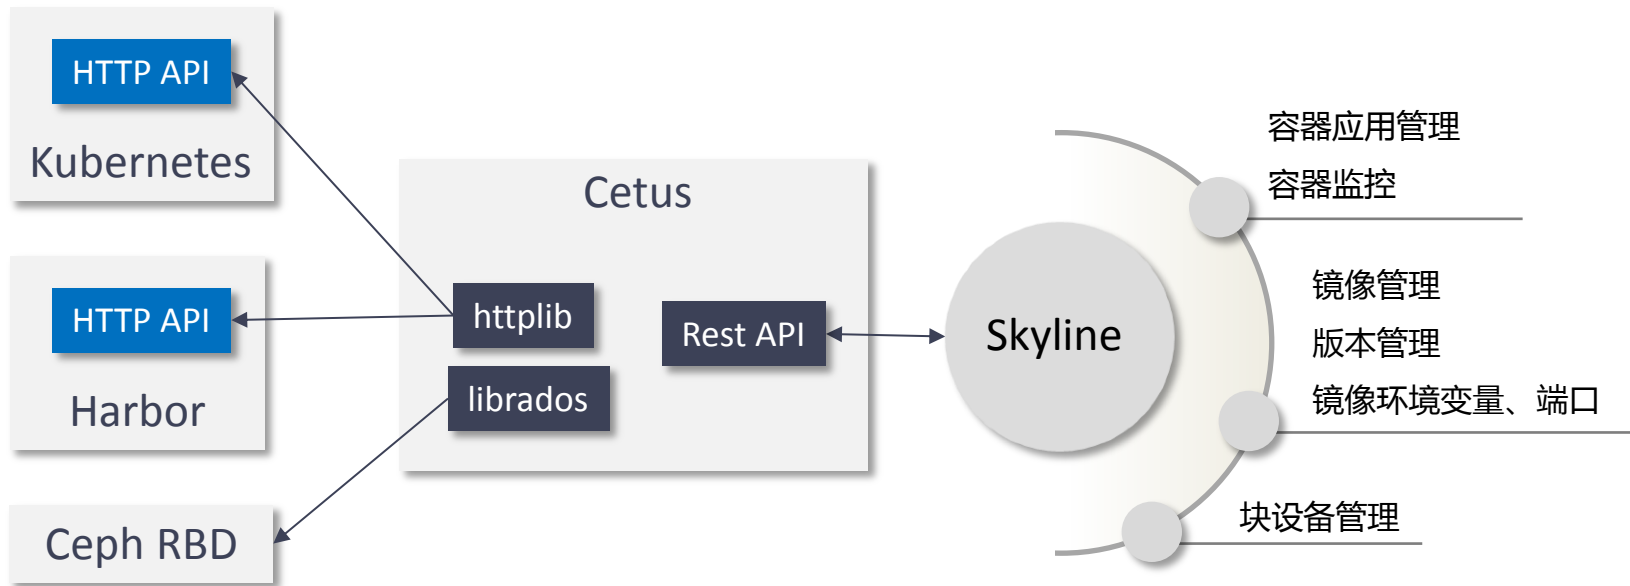 HTTP API
Kubernetes
HTTP API
Harbor
Ceph RBD
Cetus
httplib
librados
Rest API
Skyline
容器应用管理
容器监控
镜像管理
版本管理
镜像环境变量、端口
块设备管理